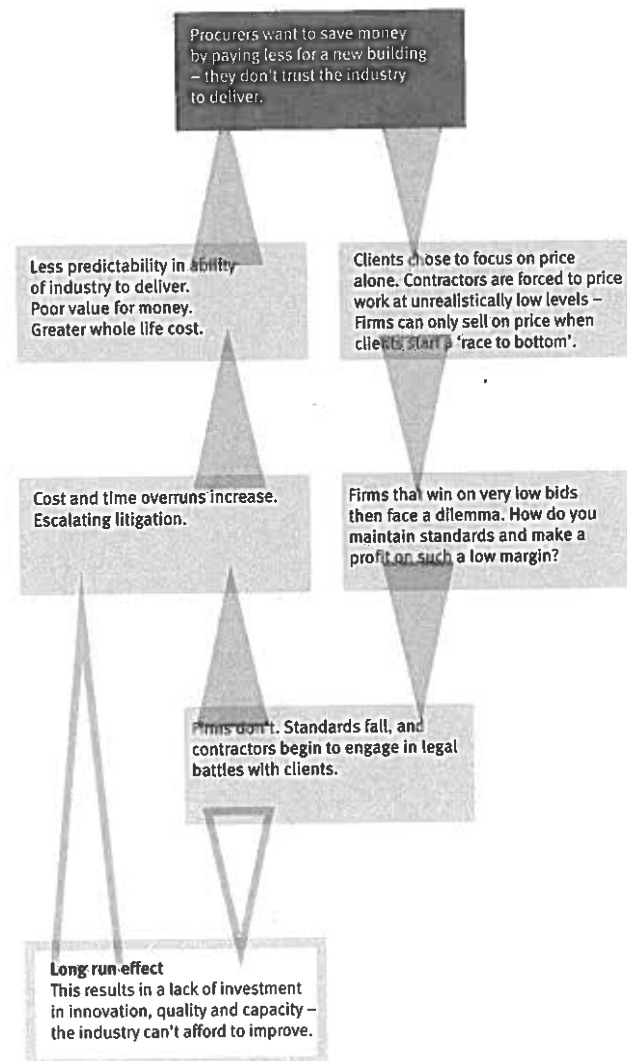 Procurers want to save money
by paying less for a new building
– they don't trust the industry
to deliver.
Clients chose to focus on price
alone. Contractors are forced to price
work at unrealistically low levels –
Firms can only sell on price when
clients start a 'race to bottom'.
Firms that win on very low bids
then face a dilemma. How do you
maintain standards and make a
profit on such a low margin?
Firms don't. Standards fall, and
contractors begin to engage in legal
battles with clients.
Cost and time overruns increase.
Escalating litigation.
Less predictability in ability
of industry to deliver.
Poor value for money.
Greater whole life cost.
Long run effect
This results in a lack of investment
in innovation, quality and capacity –
the industry can't afford to improve.